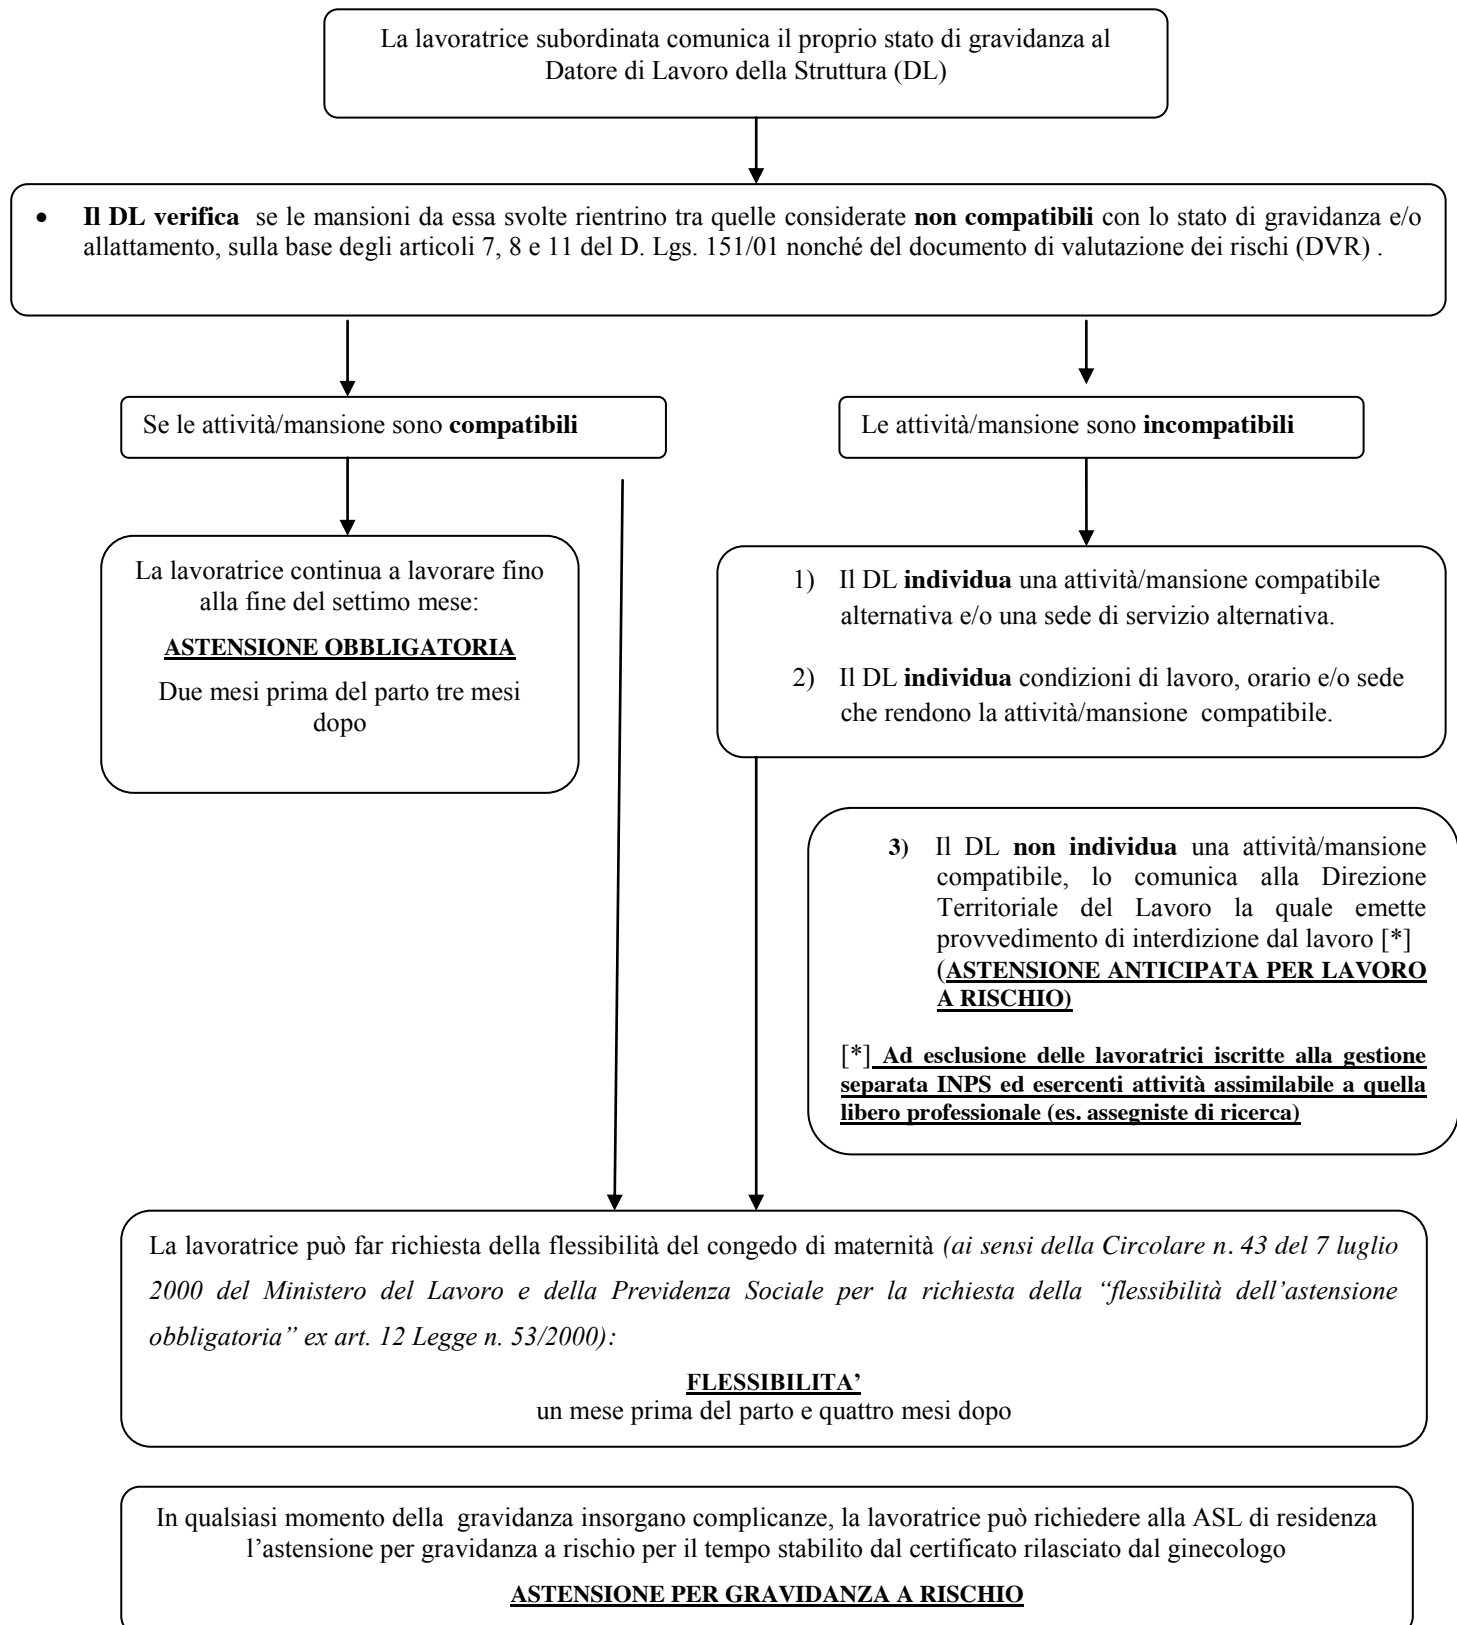 La lavoratrice subordinata comunica il proprio stato di gravidanza al
Datore di Lavoro della Struttura (DL)
• Il DL verifica se le mansioni da essa svolte rientrino tra quelle considerate non compatibili con lo stato di gravidanza e/o
allattamento, sulla base degli articoli 7, 8 e 11 del D. Lgs. 151/01 nonché del documento di valutazione dei rischi (DVR) .
Se le attività/mansione sono compatibili
Le attività/mansione sono incompatibili
La lavoratrice continua a lavorare fino
alla fine del settimo mese:
ASTENSIONE OBBLIGATORIA
Due mesi prima del parto tre mesi
dopo
1) Il DL individua una attività/mansione compatibile
alternativa e/o una sede di servizio alternativa.
2) Il DL individua condizioni di lavoro, orario e/o sede
che rendono la attività/mansione compatibile.
3) Il DL non individua una attività/mansione
compatibile, lo comunica alla Direzione
Territoriale del Lavoro la quale emette
provvedimento di interdizione dal lavoro [*]
(ASTENSIONE ANTICIPATA PER LAVORO
A RISCHIO)
[*] Ad esclusione delle lavoratrici iscritte alla gestione
separata INPS ed esercenti attività assimilabile a quella
libero professionale (es. assegniste di ricerca)
La lavoratrice può far richiesta della flessibilità del congedo di maternità (ai sensi della Circolare n. 43 del 7 luglio
2000 del Ministero del Lavoro e della Previdenza Sociale per la richiesta della “flessibilità dell’astensione
obbligatoria” ex art. 12 Legge n. 53/2000):
FLESSIBILITA’
un mese prima del parto e quattro mesi dopo
In qualsiasi momento della gravidanza insorgano complicanze, la lavoratrice può richiedere alla ASL di residenza
l’astensione per gravidanza a rischio per il tempo stabilito dal certificato rilasciato dal ginecologo
ASTENSIONE PER GRAVIDANZA A RISCHIO